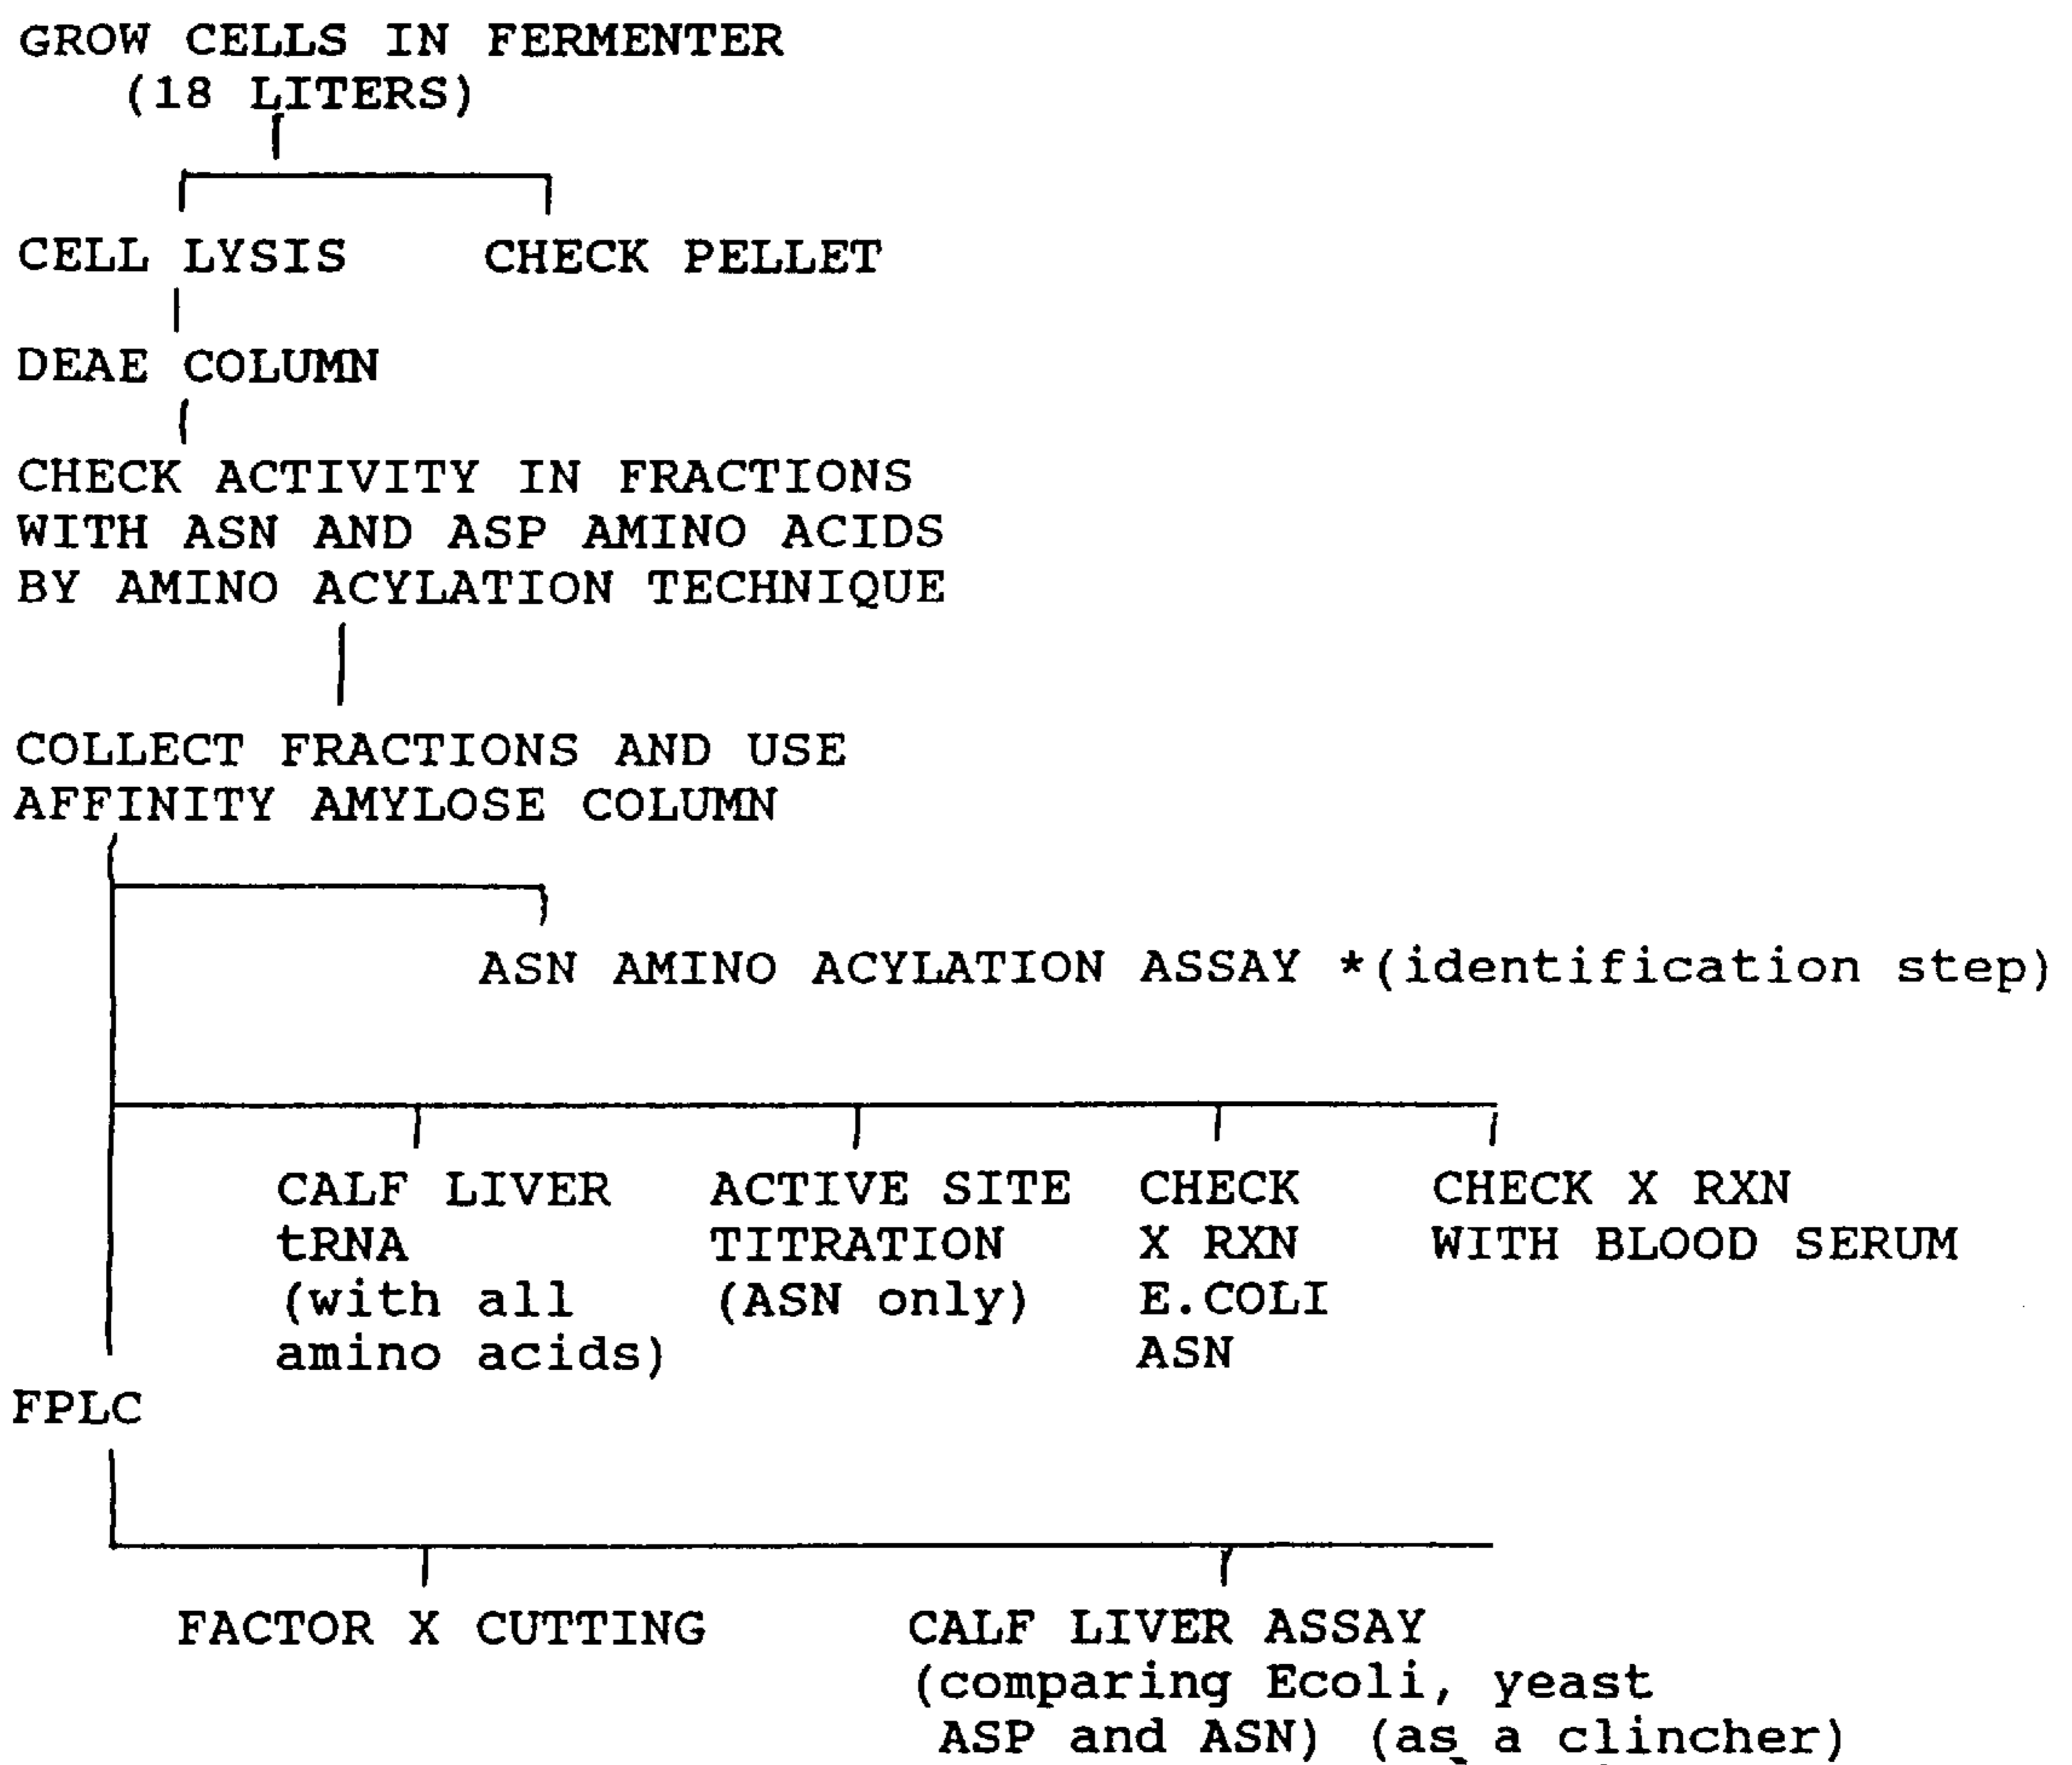 GROW CELLS IN FERMENTER
(18 LITERS)
CELL LYSIS
CHECK PELLET
DEAE COLUMN
CHECK ACTIVITY IN FRACTIONS
WITH ASN AND ASP AMINO ACIDS
BY AMINO ACYLATION TECHNIQUE
COLLECT FRACTIONS AND USE
AFFINITY AMYLOSE COLUMN
ASN AMINO ACYLATION ASSAY *(identification step)
CALF LIVER
tRNA
(with all
amino acids)
ACTIVE SITE
TITRATION
(ASN only)
CHECK
X RXN
E.COLI
ASN
CHECK X RXN
WITH BLOOD SERUM
FPLC
FACTOR X CUTTING
CALF LIVER ASSAY
(comparing Ecoli, yeast
ASP and ASN) (as a clincher)